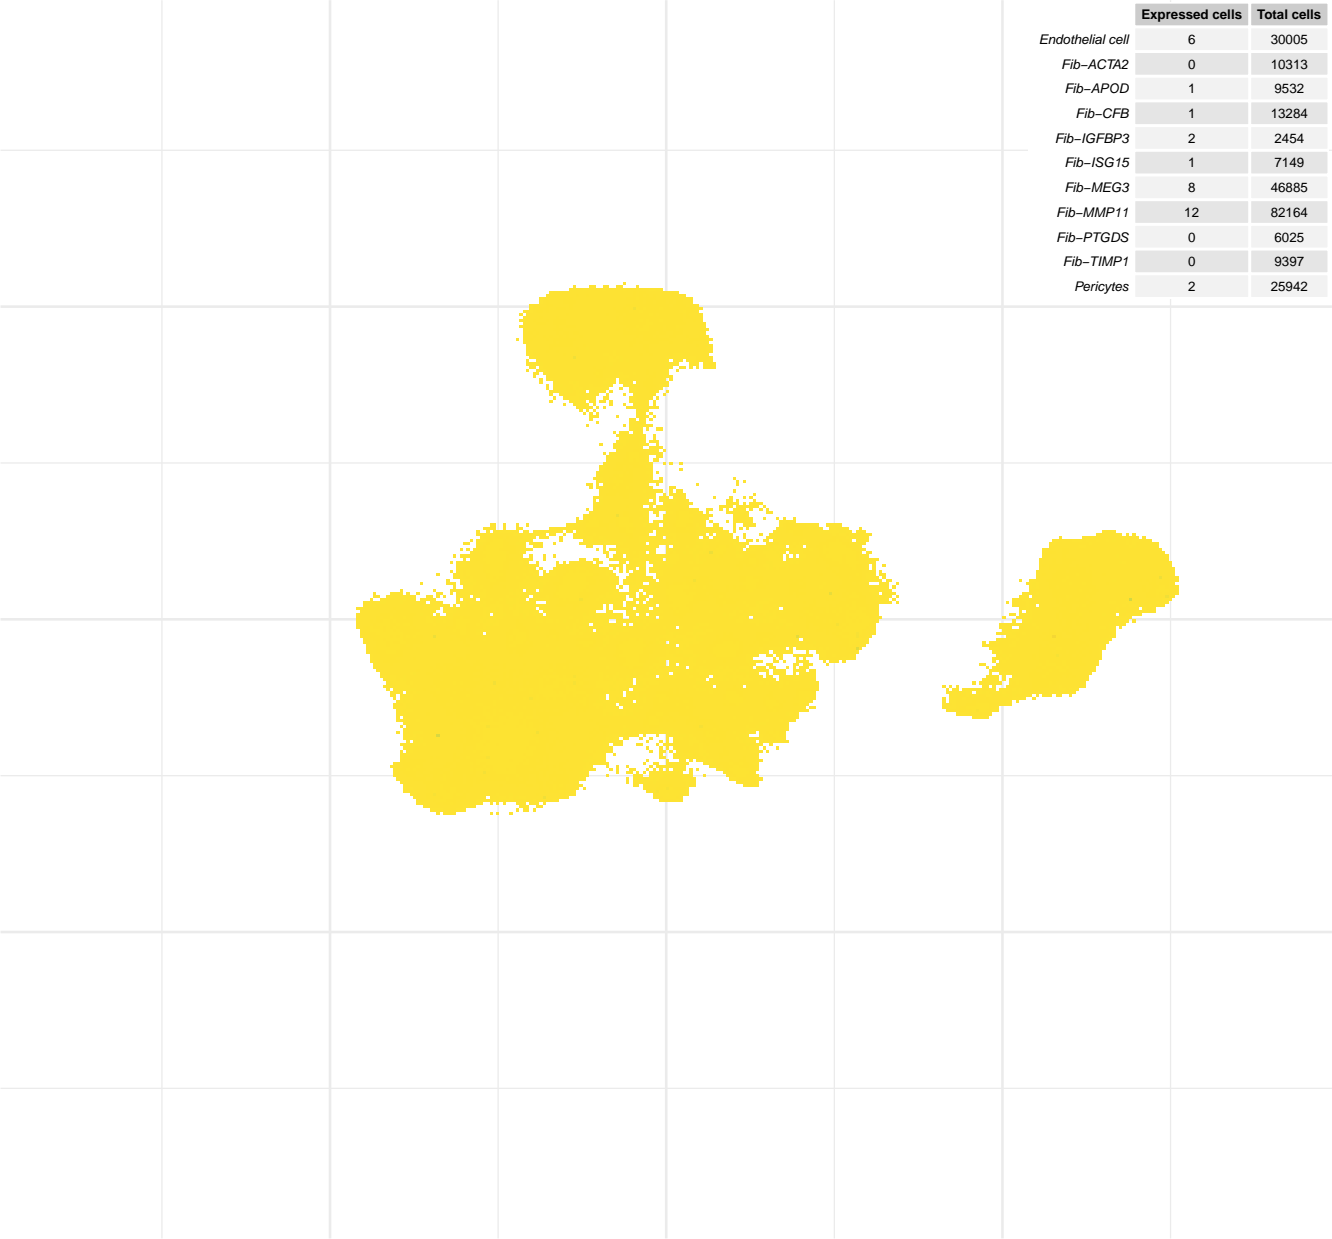 Expressed cells Total cells
Endothelial cell 6 30005
Fib−ACTA2 0 10313
Fib−APOD 1 9532
Fib−CFB 1 13284
Fib−IGFBP3 2 2454
Fib−ISG15 1 7149
Fib−MEG3 8 46885
Fib−MMP11 12 82164
Fib−PTGDS 0 6025
Fib−TIMP1 0 9397
Pericytes 2 25942